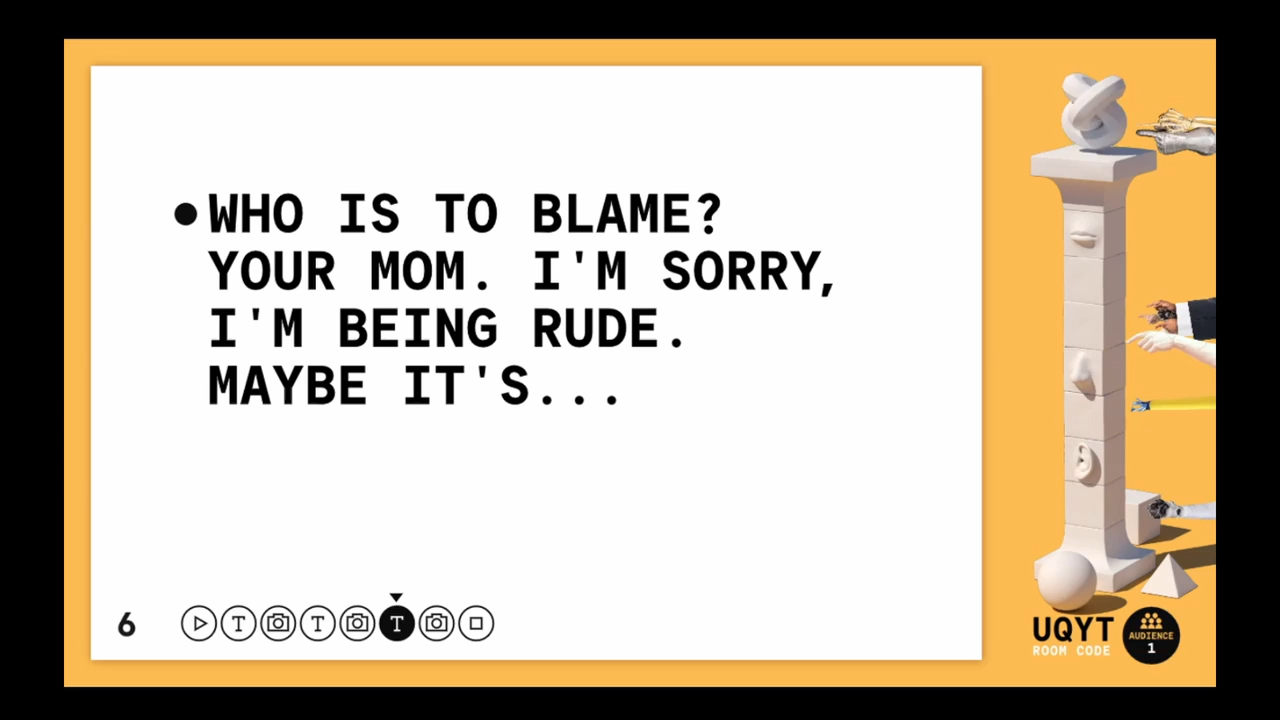 WHO IS TO BLAME?
YOUR MOM. I'M SORRY,
I'M BEING RUDE.
MAYBE IT'S...
6
T
T
T
UQYT
ROOM CODE
AUDIENCE
1